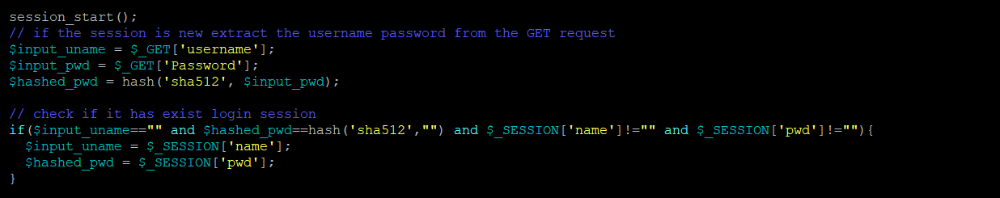 session_start();
// if the session is new extract the username password from the GET request
$input_uname = $_GET['username'];
$input_pwd = $_GET['Password'];
$hashed_pwd = hash('sha512', $input_pwd);
// check if it has exist login session
if($input_uname=="" and $hashed_pwd==hash('sha512',"") and $_SESSION['name']!="" and $_SESSION['pwd']!=""){
  $input_uname = $_SESSION['name'];
  $hashed_pwd = $_SESSION['pwd'];
}